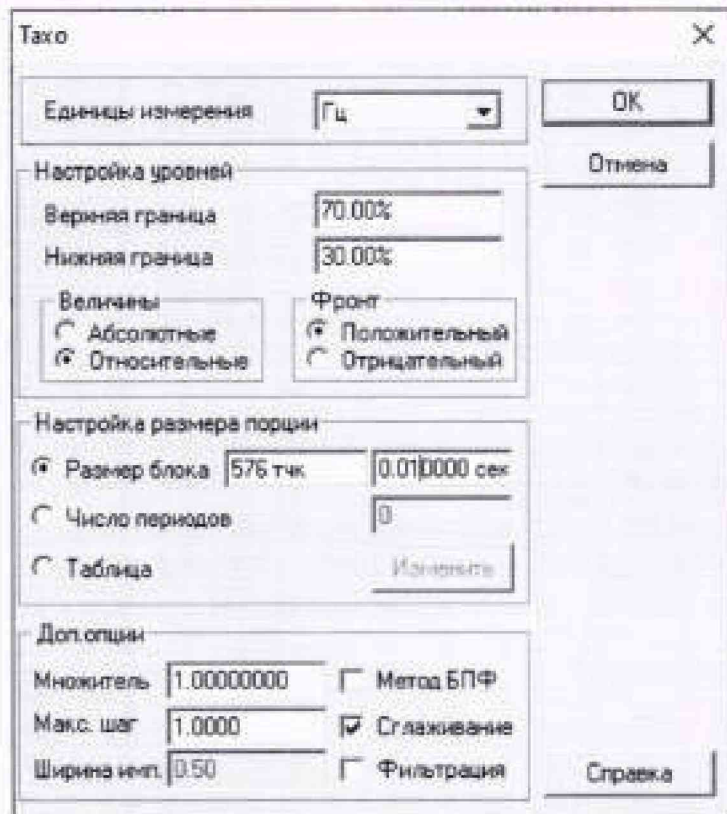 Тахо
Единицы измерения Гц
OK
Отмена
Настройка уровней
Верхняя граница 70.00%
Нижняя граница 30.00%
Величины
Абсолютные
Относительные
Фронт
Положительный
Отрицательный
Настройка размера порции
Размер блока 576 тчк 0.010000 сек
Число периодов 0
Таблица Изменить
Доп.опции
Множитель 1.00000000 Метод БПФ
Макс. шаг 1.0000 Сглаживание
Ширина имп. 0.50 Фильтрация
Справка